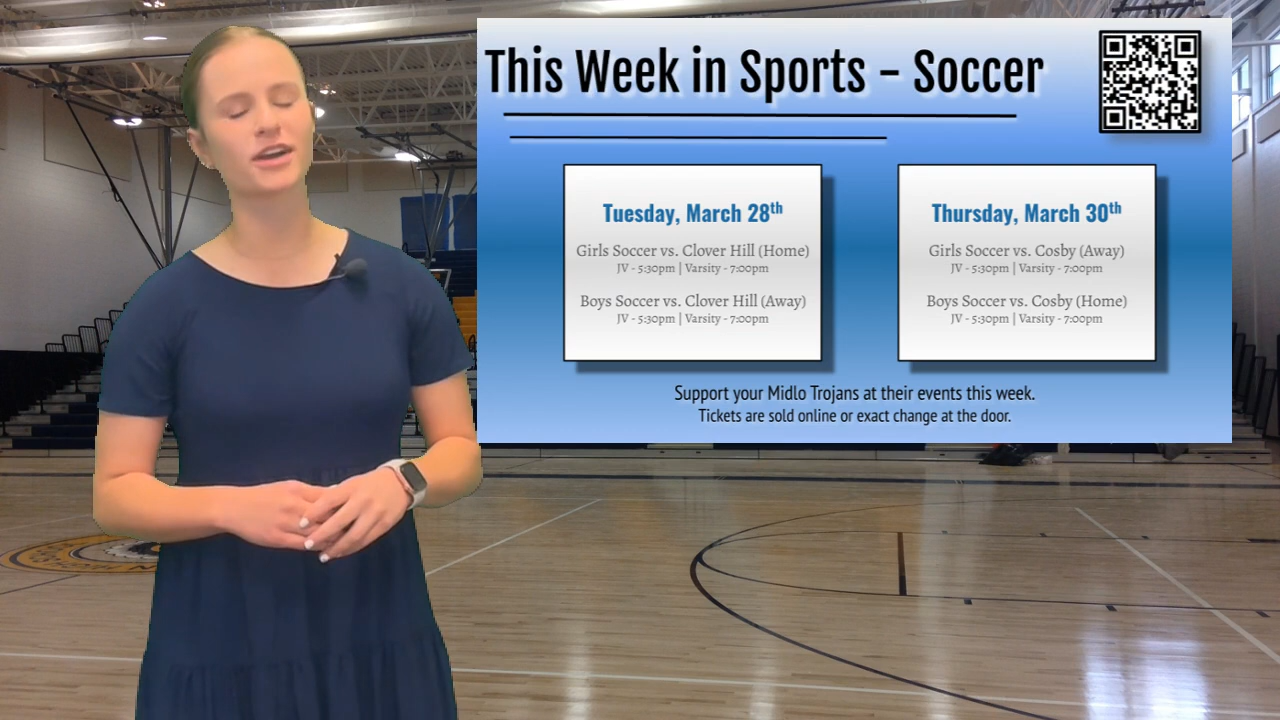 This Week in Sports - Soccer
Tuesday, March 28th
Girls Soccer vs. Clover Hill (Home)
JV - 5:30pm | Varsity - 7:00pm
Boys Soccer vs. Clover Hill (Away)
JV - 5:30pm | Varsity - 7:00pm
Thursday, March 30th
Girls Soccer vs. Cosby (Away)
JV - 5:30pm | Varsity - 7:00pm
Boys Soccer vs. Cosby (Home)
JV - 5:30pm | Varsity - 7:00pm
Support your Midlo Trojans at their events this week.
Tickets are sold online or exact change at the door.